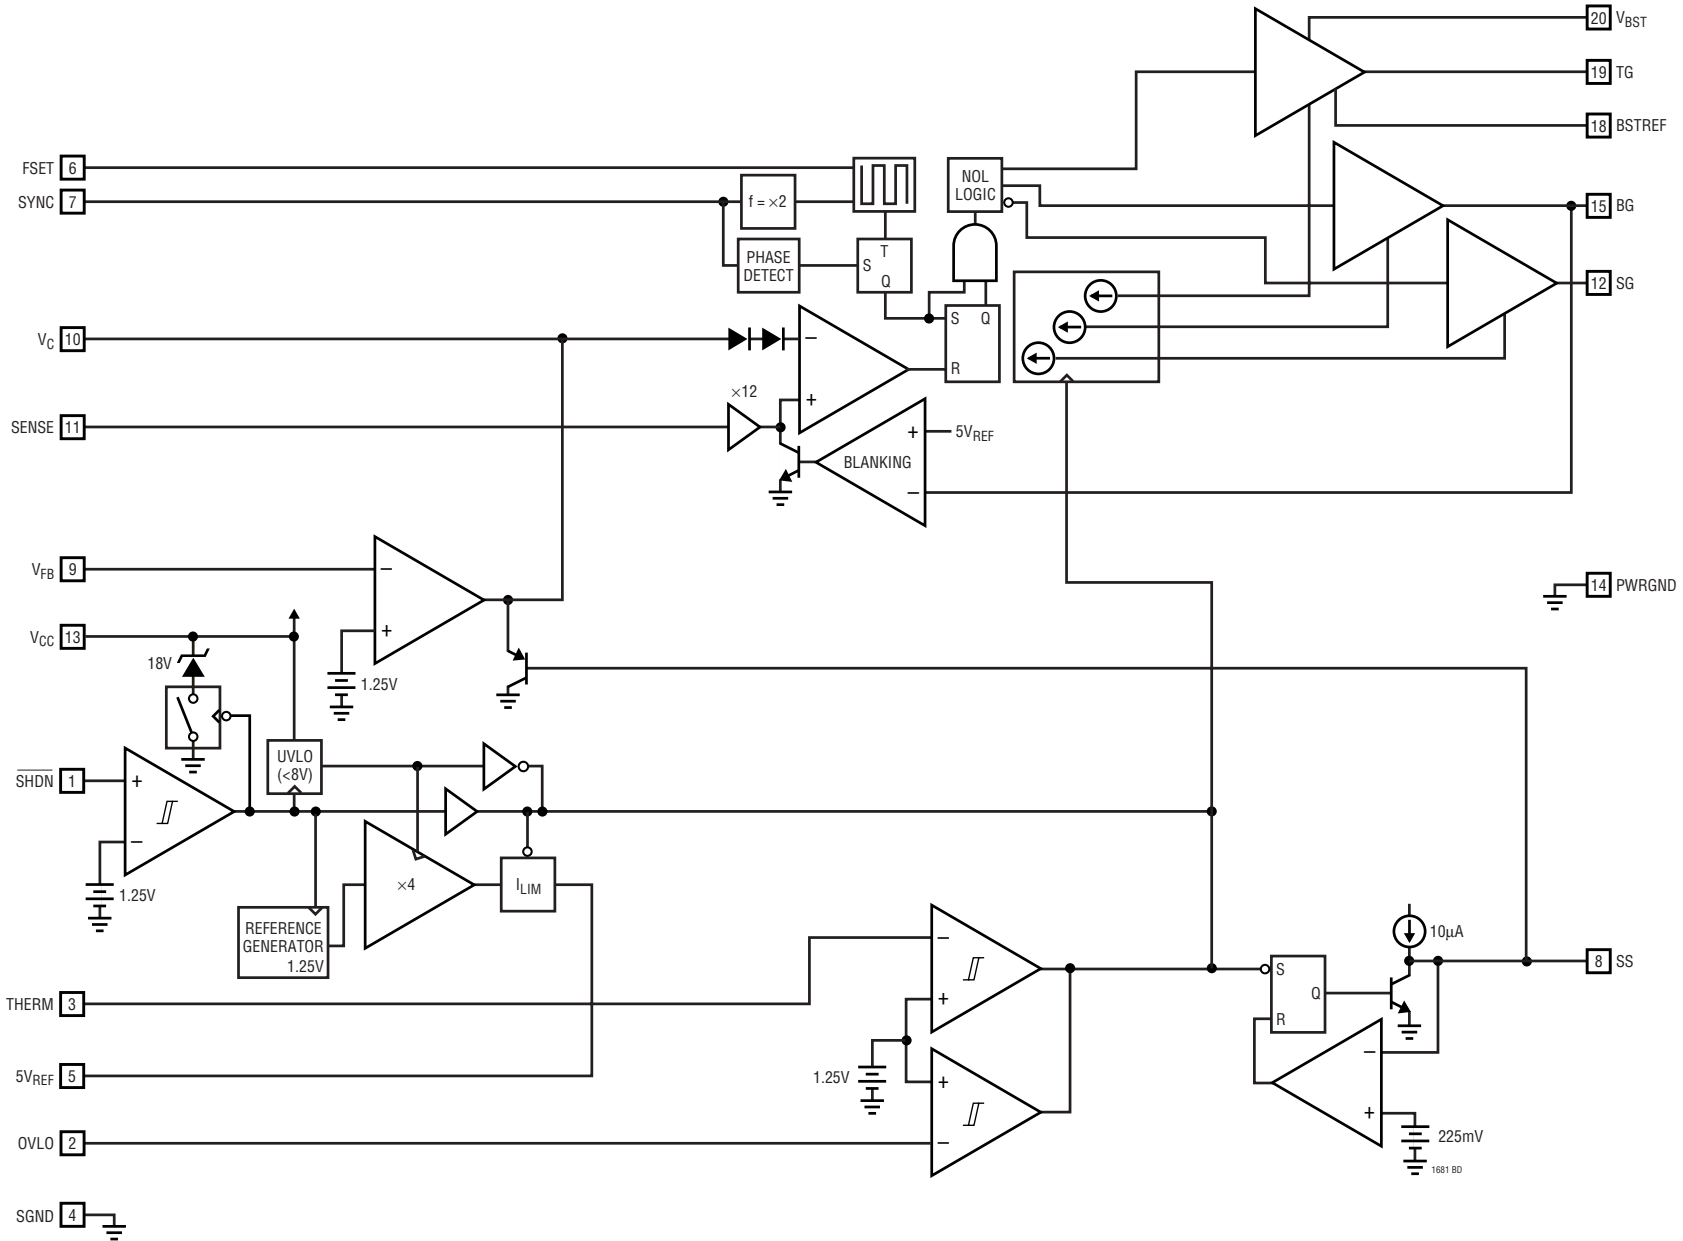 20 VBST
19 TG
18 BSTREF
FSET 6
SYNC 7
f = ×2
NOL
LOGIC
15 BG
PHASE
DETECT
T
S
Q
12 SG
S Q
R
VC 10
−
+
×12
SENSE 11
+ 5VREF
BLANKING
−
VFB 9
−
+
1.25V
14 PWRGND
VCC 13
18V
UVLO
(<8V)
SHDN 1
+
−
1.25V
×4
ILIM
REFERENCE
GENERATOR
1.25V
10µA
8 SS
−
+
S
Q
R
THERM 3
1.25V
5VREF 5
+
−
−
+
225mV
1681 BD
OVLO 2
SGND 4